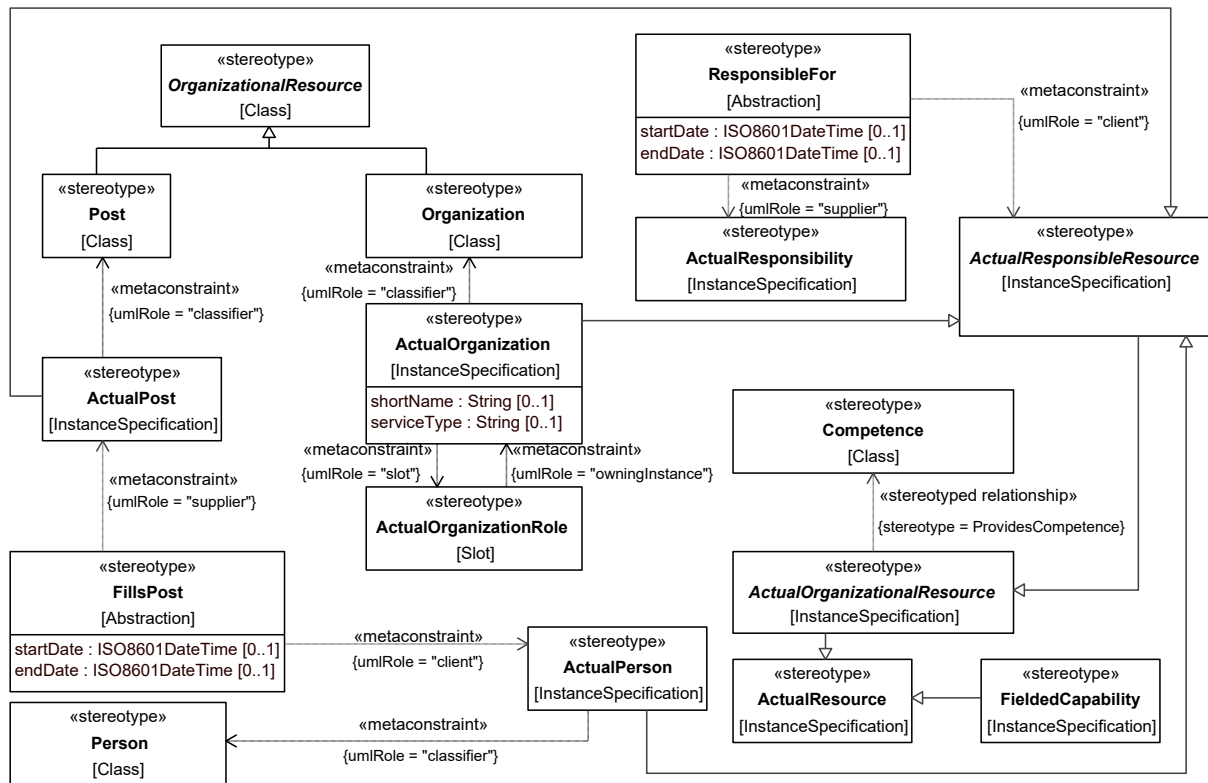 «stereotype»
OrganizationalResource
[Class]
«stereotype»
ResponsibleFor
[Abstraction]
startDate : ISO8601DateTime [0..1]
endDate : ISO8601DateTime [0..1]
«metaconstraint»
{umlRole = "client"}
«stereotype»
Post
[Class]
«stereotype»
Organization
[Class]
«metaconstraint»
{umlRole = "supplier"}
«stereotype»
ActualResponsibility
[InstanceSpecification]
«stereotype»
ActualResponsibleResource
[InstanceSpecification]
«metaconstraint»
{umlRole = "classifier"}
«metaconstraint»
{umlRole = "classifier"}
«stereotype»
ActualOrganization
[InstanceSpecification]
shortName : String [0..1]
serviceType : String [0..1]
«stereotype»
ActualPost
[InstanceSpecification]
«stereotype»
Competence
[Class]
«metaconstraint»
{umlRole = "slot"}
«metaconstraint»
{umlRole = "owningInstance"}
«metaconstraint»
{umlRole = "supplier"}
«stereotype»
ActualOrganizationRole
[Slot]
«stereotyped relationship»
{stereotype = ProvidesCompetence}
«stereotype»
FillsPost
[Abstraction]
startDate : ISO8601DateTime [0..1]
endDate : ISO8601DateTime [0..1]
«stereotype»
ActualOrganizationalResource
[InstanceSpecification]
«metaconstraint»
{umlRole = "client"}
«stereotype»
ActualPerson
[InstanceSpecification]
«stereotype»
ActualResource
[InstanceSpecification]
«stereotype»
FieldedCapability
[InstanceSpecification]
«stereotype»
Person
[Class]
«metaconstraint»
{umlRole = "classifier"}